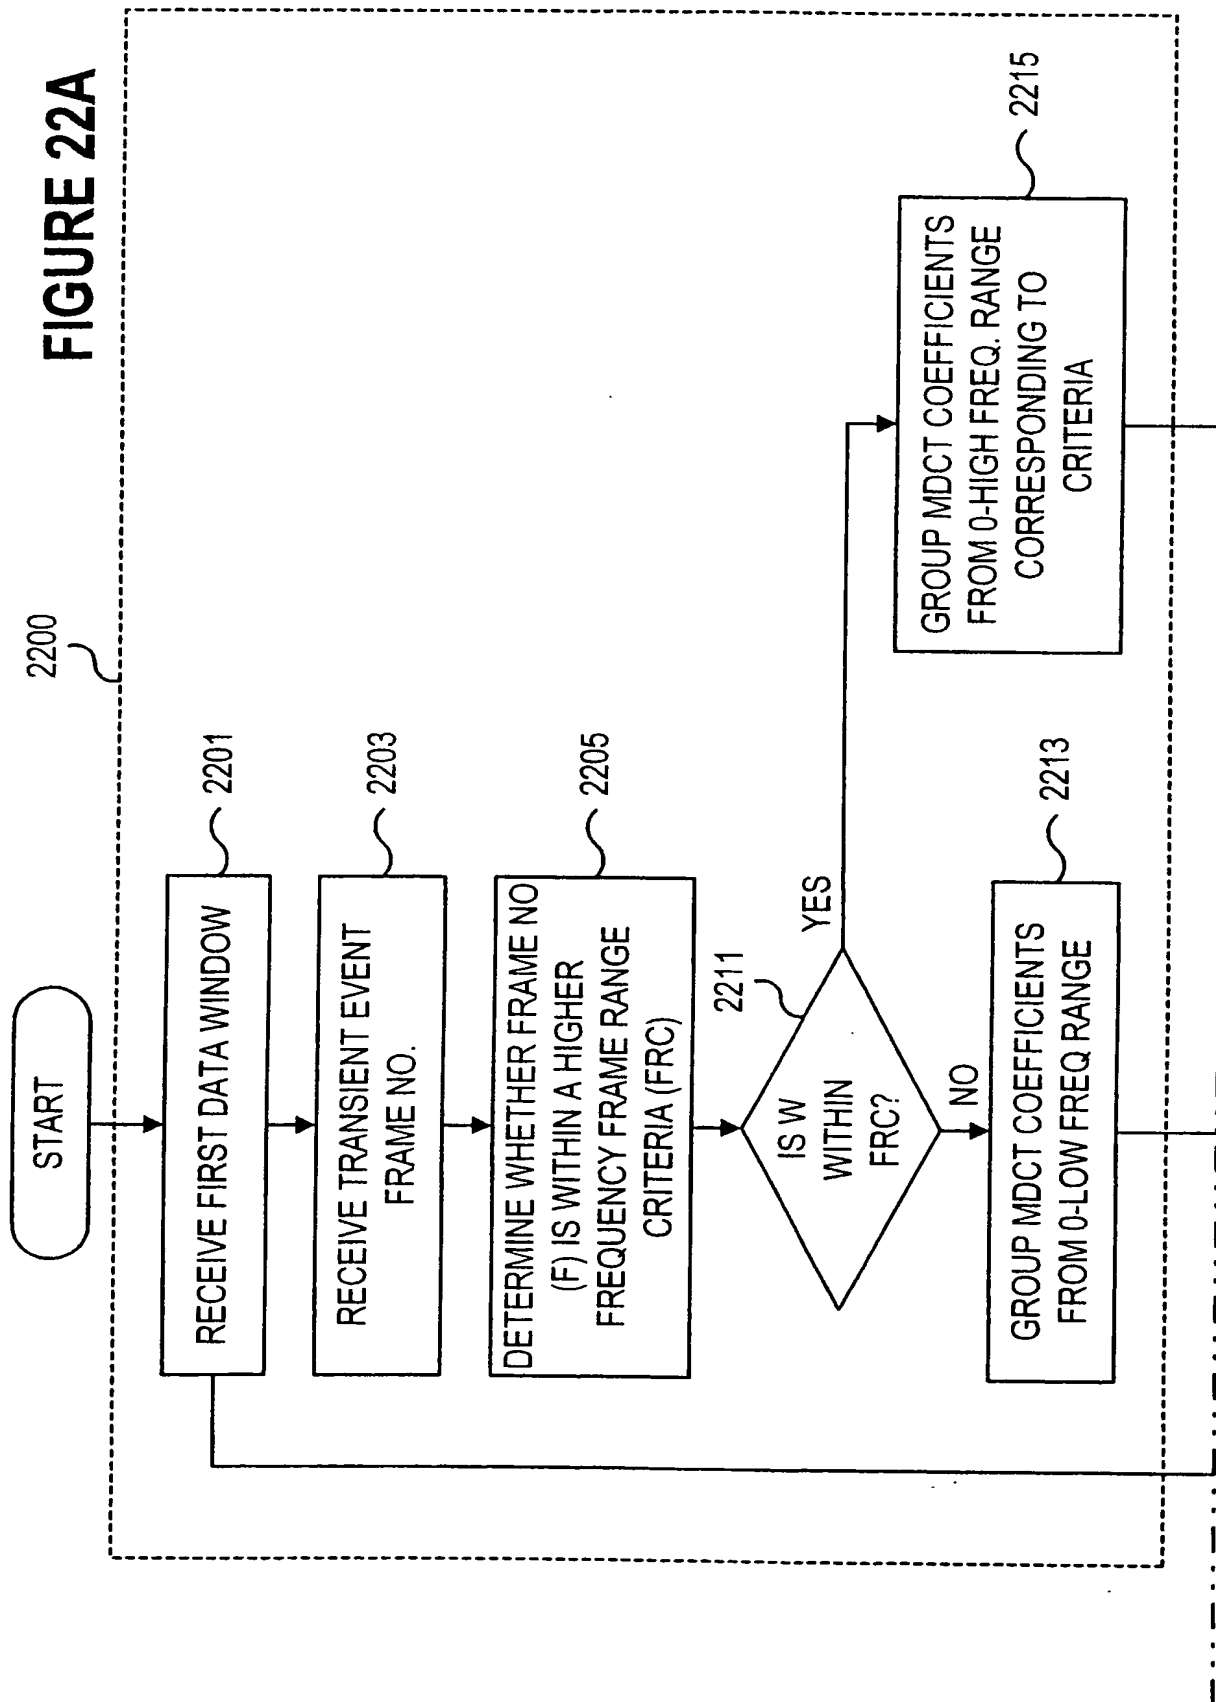 FIGURE 22A
2200
START
RECEIVE FIRST DATA WINDOW
2201
RECEIVE TRANSIENT EVENT
FRAME NO.
2203
DETERMINE WHETHER FRAME NO
(F) IS WITHIN A HIGHER
FREQUENCY FRAME RANGE
CRITERIA (FRC)
2205
2211
IS W
WITHIN
FRC?
YES
NO
GROUP MDCT COEFFICIENTS
FROM 0-LOW FREQ RANGE
2213
GROUP MDCT COEFFICIENTS
FROM 0-HIGH FREQ. RANGE
CORRESPONDING TO
CRITERIA
2215